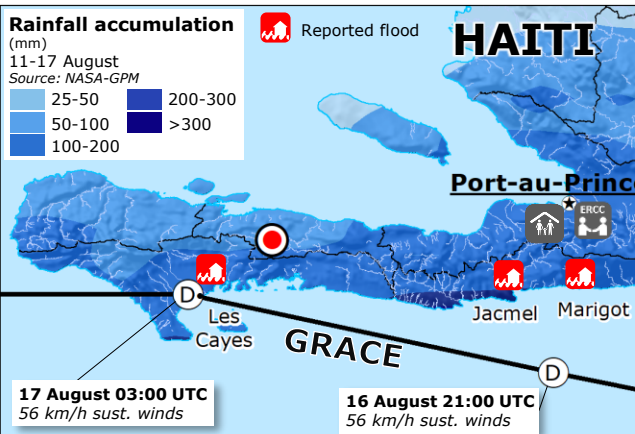 Rainfall accumulation
(mm)
11-17 August
Source: NASA-GPM
25-50
200-300
50-100
>300
100-200
Reported flood
HAITI
Port-au-Prince
ERCC
D
Les
Cayes
Jacmel
Marigot
GRACE
D
17 August 03:00 UTC
56 km/h sust. winds
16 August 21:00 UTC
56 km/h sust. winds